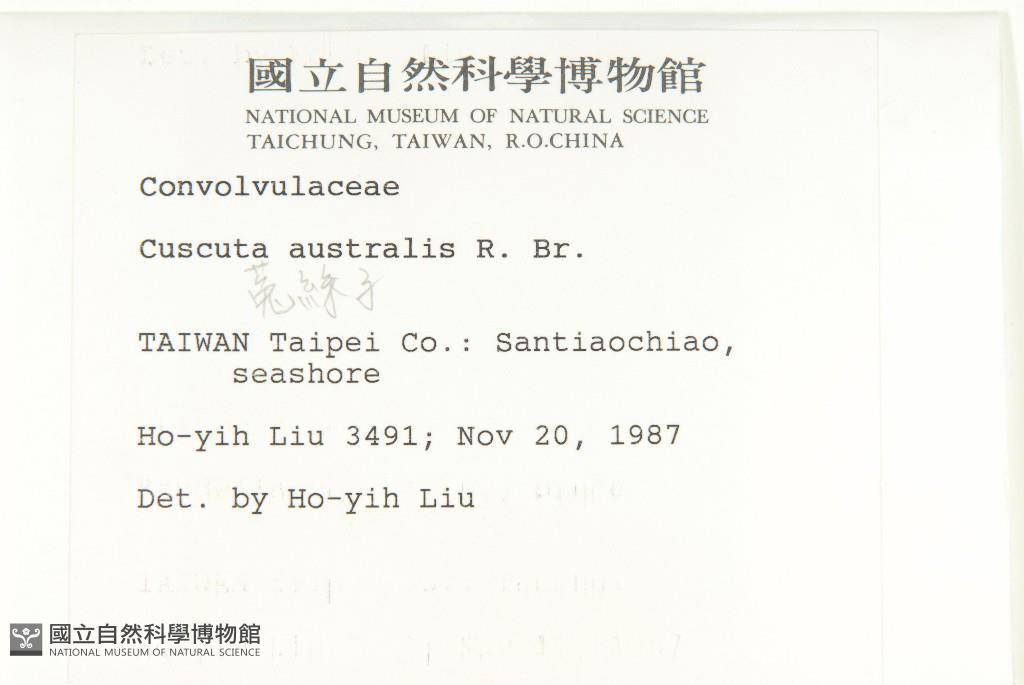 國立自然科學博物館
NATIONAL MUSEUM OF NATURAL SCIENCE
TAICHUNG, TAIWAN, R.O.CHINA
Convolvulaceae
Cuscuta australis R. Br.
菟絲子
TAIWAN Taipei Co.: Santiaochiao,
seashore
Ho-yih Liu 3491; Nov 20, 1987
Det. by Ho-yih Liu
國立自然科學博物館
NATIONAL MUSEUM OF NATURAL SCIENCE